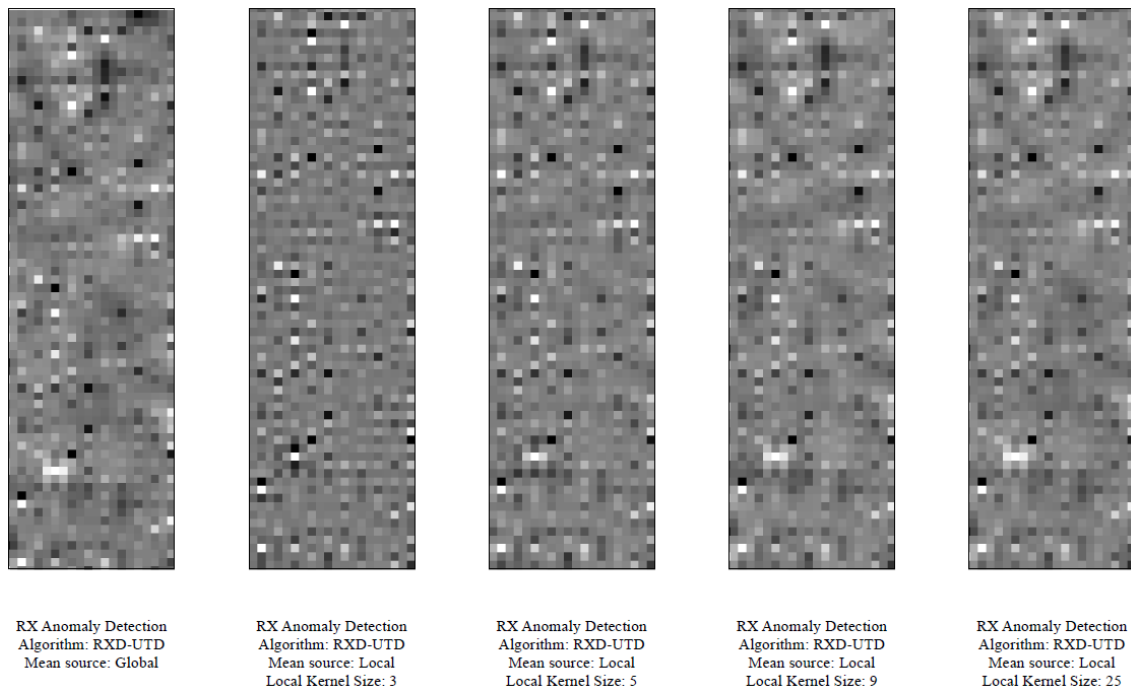 RX Anomaly Detection
Algorithm: RXD-UTD
Mean source: Global
RX Anomaly Detection
Algorithm: RXD-UTD
Mean source: Local
Local Kernel Size: 3
RX Anomaly Detection
Algorithm: RXD-UTD
Mean source: Local
Local Kernel Size: 5
RX Anomaly Detection
Algorithm: RXD-UTD
Mean source: Local
Local Kernel Size: 9
RX Anomaly Detection
Algorithm: RXD-UTD
Mean source: Local
Local Kernel Size: 25